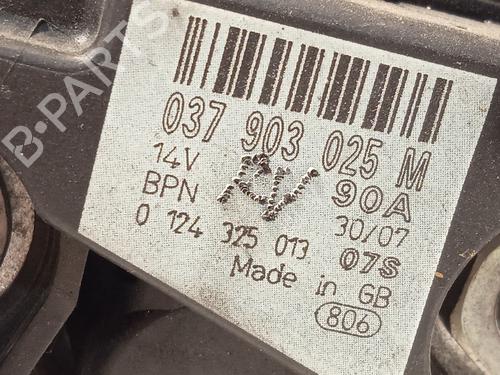 B-PARTS
037 903 025 M
14V 90A
BPN 30/07
0 124 325 013 07S
Made in GB
806